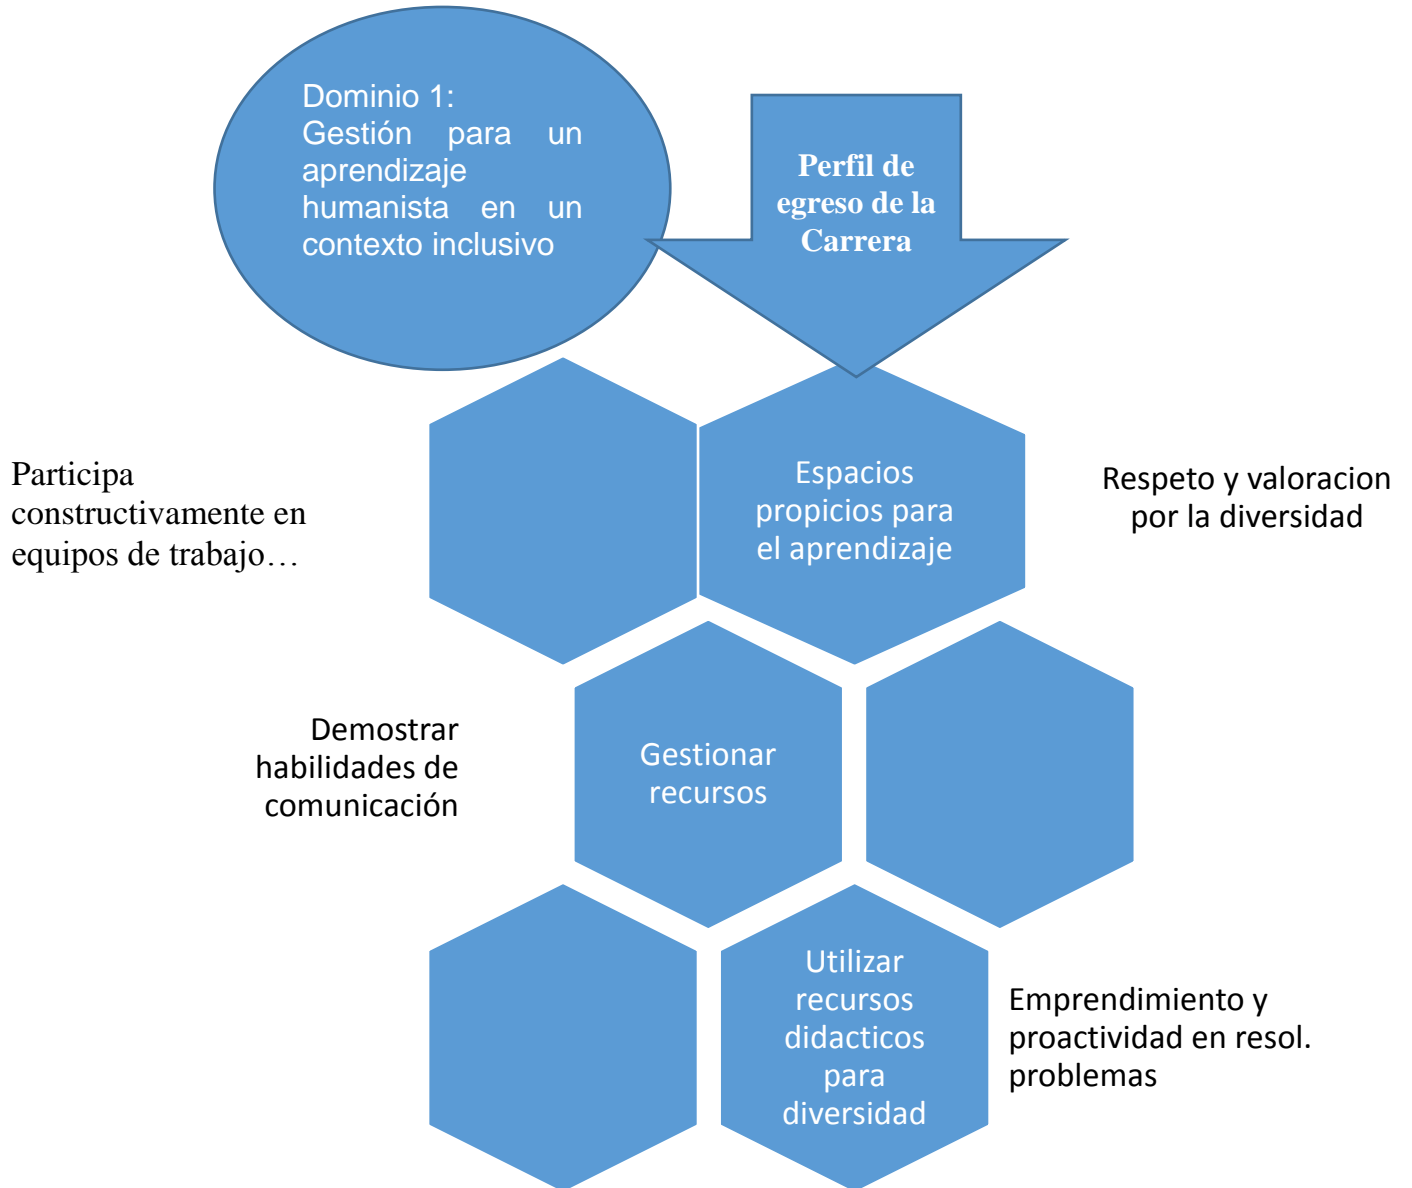 Dominio 1:
Gestión para un
aprendizaje
humanista en un
contexto inclusivo
Perfil de
egreso de la
Carrera
Participa
constructivamente en
equipos de trabajo…
Espacios
propicios para
el aprendizaje
Respeto y valoracion
por la diversidad
Demostrar
habilidades de
comunicación
Gestionar
recursos
Utilizar
recursos
didacticos
para
diversidad
Emprendimiento y
proactividad en resol.
problemas